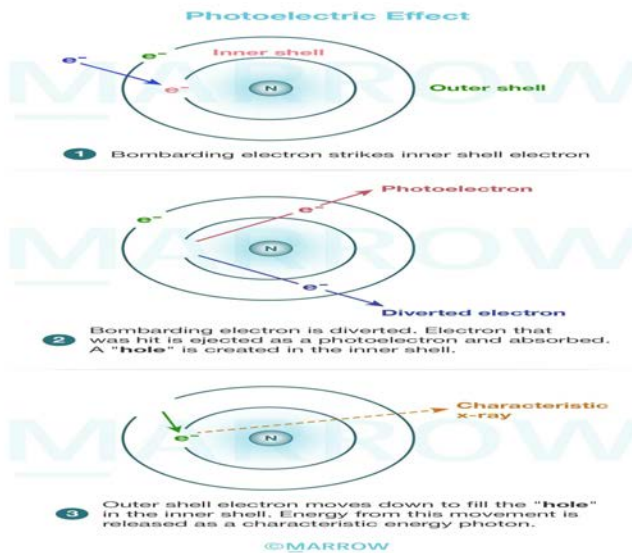 Photoelectric Effect
e⁻
e⁻
Inner shell
e⁻
N
Outer shell
1 Bombarding electron strikes inner shell electron
MARROW
e⁻
e⁻
Photoelectron
N
e⁻
Diverted electron
2 Bombarding electron is diverted. Electron that
was hit is ejected as a photoelectron and absorbed.
A "hole" is created in the inner shell.
MARROW
e⁻
N
Characteristic
x-ray
3 Outer shell electron moves down to fill the "hole"
in the inner shell. Energy from this movement is
released as a characteristic energy photon.
MARROW
©MARROW